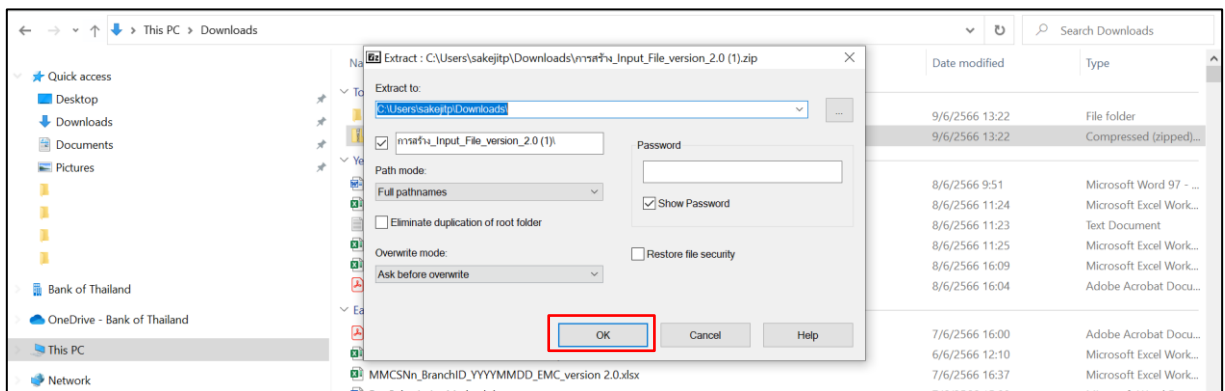 This PC > Downloads
Search Downloads
Extract : C:\Users\sakejitp\Downloads\การสร้าง_Input_File_version_2.0 (1).zip
Date modified
Type
Quick access
Desktop
Downloads
Documents
Pictures
Bank of Thailand
OneDrive - Bank of Thailand
This PC
Network
Extract to:
C:\Users\sakejitp\Downloads\
...
การสร้าง_Input_File_version_2.0 (1)\
Password
Path mode:
Full pathnames
Show Password
Eliminate duplication of root folder
Overwrite mode:
Restore file security
Ask before overwrite
OK
Cancel
Help
9/6/2566 13:22 File folder
9/6/2566 13:22 Compressed (zipped)...
8/6/2566 9:51 Microsoft Word 97 - ...
8/6/2566 11:24 Microsoft Excel Work...
8/6/2566 11:23 Text Document
8/6/2566 11:25 Microsoft Excel Work...
8/6/2566 16:09 Microsoft Excel Work...
8/6/2566 16:04 Adobe Acrobat Docu...
7/6/2566 16:00 Adobe Acrobat Docu...
6/6/2566 12:10 Microsoft Excel Work...
MMCSNn_BranchID_YYYYMMDD_EMC_version 2.0.xlsx 7/6/2566 16:37 Microsoft Excel Work...